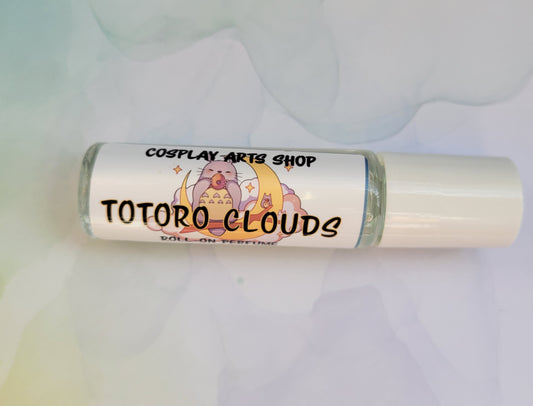 COSPLAY ARTS SHOP
TOTORO CLOUDS
ROLL-ON PERFUME